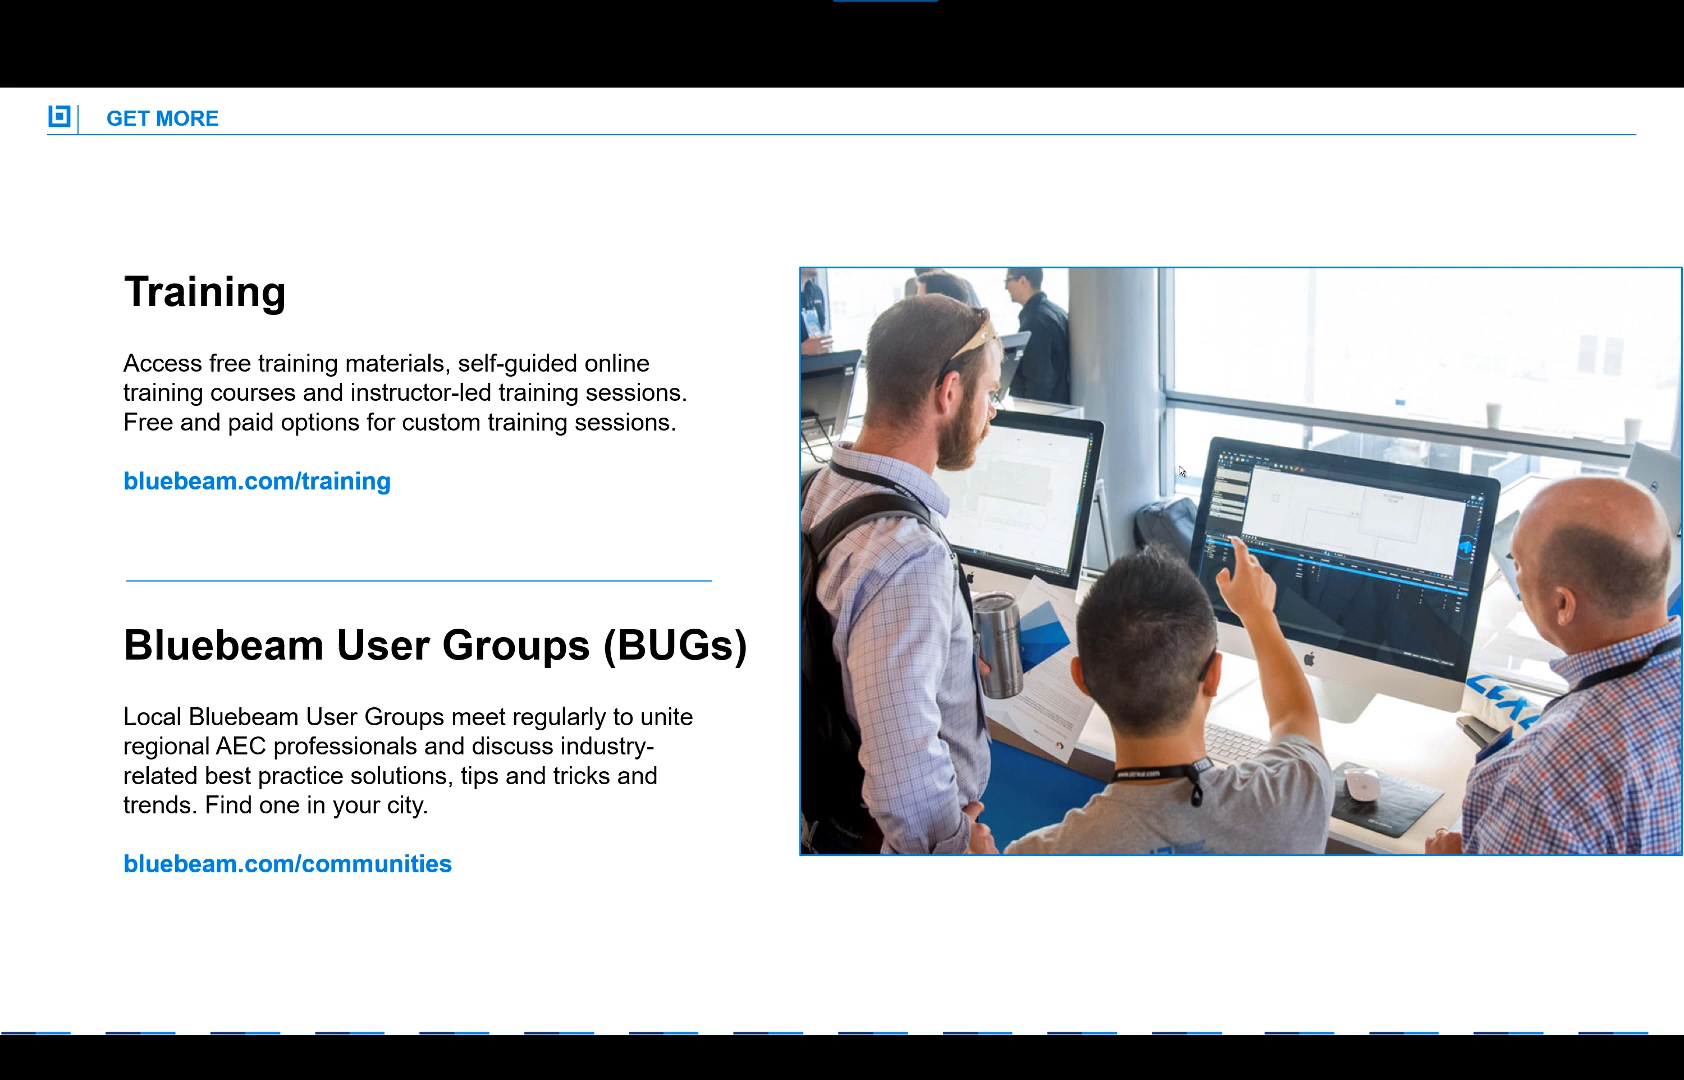 GET MORE
Training
Access free training materials, self-guided online
training courses and instructor-led training sessions.
Free and paid options for custom training sessions.
bluebeam.com/training
Bluebeam User Groups (BUGs)
Local Bluebeam User Groups meet regularly to unite
regional AEC professionals and discuss industry-
related best practice solutions, tips and tricks and
trends. Find one in your city.
bluebeam.com/communities